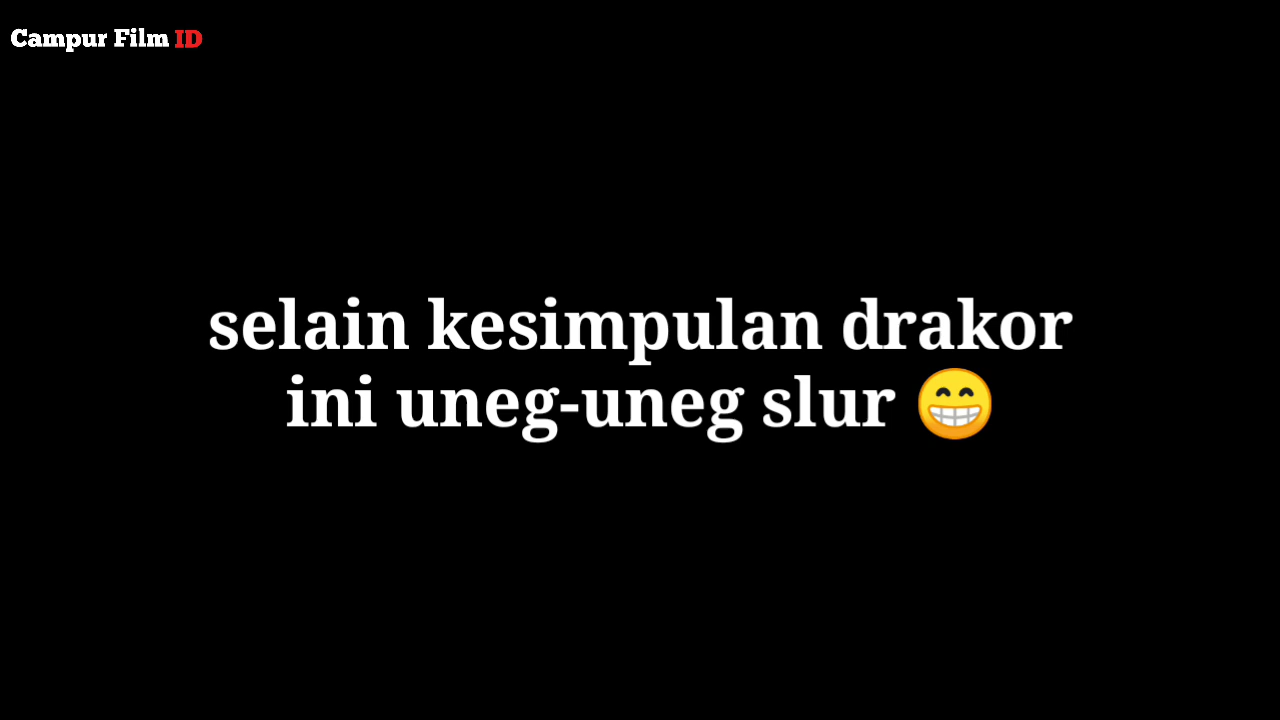 Campur Film ID
selain kesimpulan drakor
ini uneg-uneg slur 😁